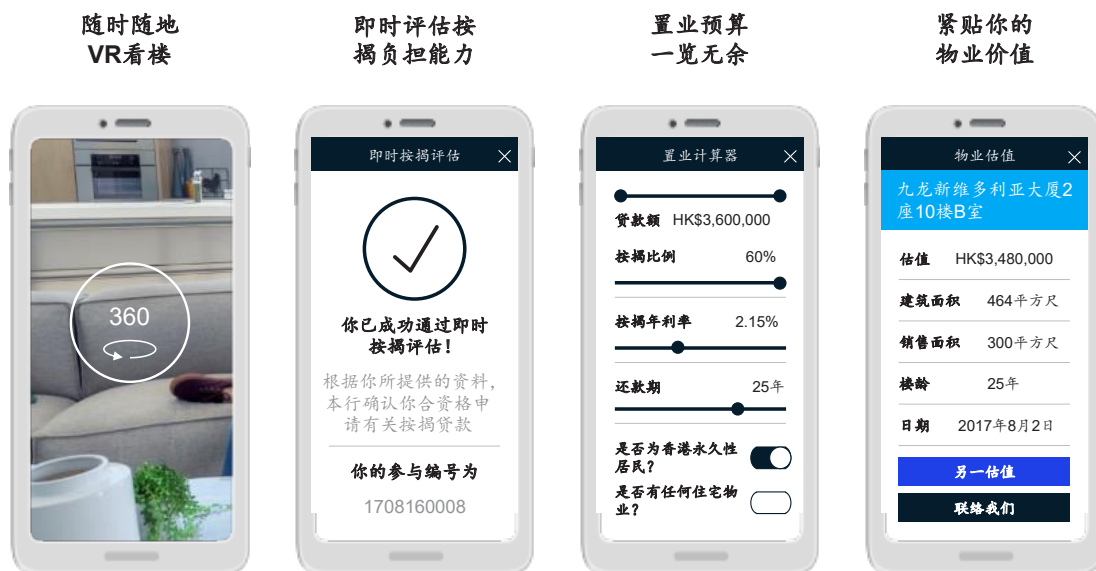 随时随地
VR看楼
即时评估按
揭负担能力
置业预算
一览无余
紧贴你的
物业价值
360
即时按揭评估
你已成功通过即时
按揭评估！
根据你所提供的资料，
本行确认你合资格申
请有关按揭贷款
你的参与编号为
1708160008
置业计算器
贷款额 HK$3,600,000
按揭比例 60%
按揭年利率 2.15%
还款期 25年
是否为香港永久性
居民？
是否有任何住宅物
业？
物业估值
九龙新维多利亚大厦2
座10楼B室
估值 HK$3,480,000
建筑面积 464平方尺
销售面积 300平方尺
楼龄 25年
日期 2017年8月2日
另一估值
联络我们